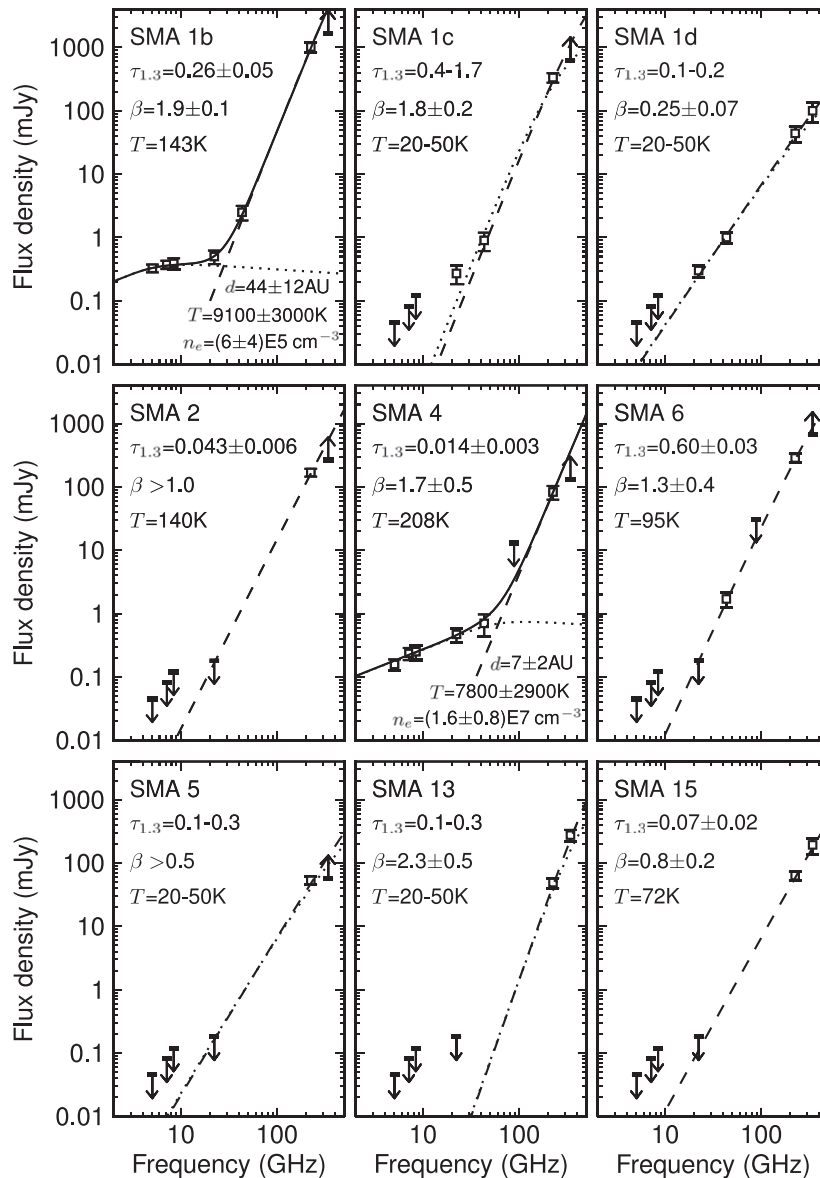 SMA 1b
τ1.3=0.26±0.05
β=1.9±0.1
T=143K
d=44±12AU
T=9100±3000K
nₑ=(6±4)E5 cm⁻³
SMA 1c
τ1.3=0.4-1.7
β=1.8±0.2
T=20-50K
SMA 1d
τ1.3=0.1-0.2
β=0.25±0.07
T=20-50K
1000
100
10
1
0.1
0.01
Flux density (mJy)
SMA 2
τ1.3=0.043±0.006
β >1.0
T=140K
SMA 4
τ1.3=0.014±0.003
β=1.7±0.5
T=208K
d=7±2AU
T=7800±2900K
nₑ=(1.6±0.8)E7 cm⁻³
SMA 6
τ1.3=0.60±0.03
β=1.3±0.4
T=95K
1000
100
10
1
0.1
0.01
Flux density (mJy)
SMA 5
τ1.3=0.1-0.3
β >0.5
T=20-50K
SMA 13
τ1.3=0.1-0.3
β=2.3±0.5
T=20-50K
SMA 15
τ1.3=0.07±0.02
β=0.8±0.2
T=72K
1000
100
10
1
0.1
0.01
Flux density (mJy)
10 100
10 100
10 100
Frequency (GHz)
Frequency (GHz)
Frequency (GHz)